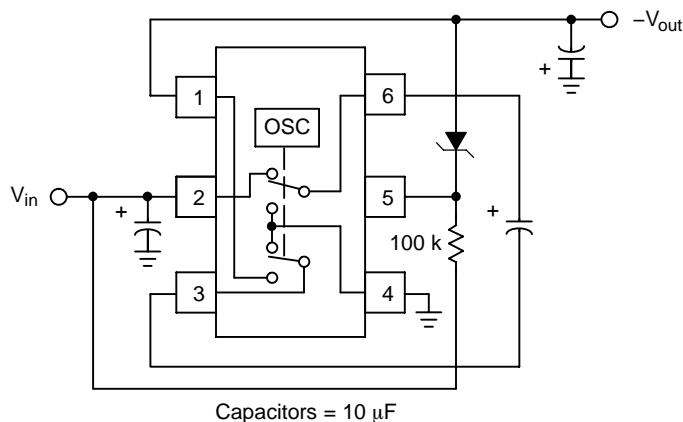 –Vout
+
1
6
OSC
Vin
2
5
+
+
100 k
3
4
Capacitors = 10 μF